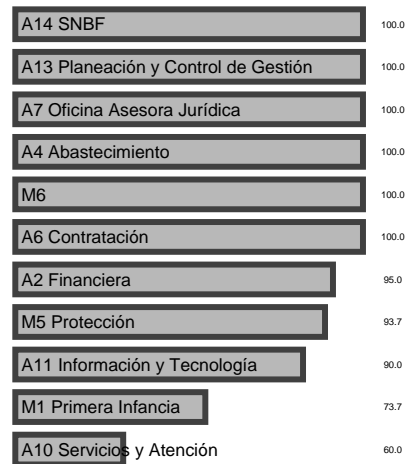 A14 SNBF 100.0
A13 Planeación y Control de Gestión 100.0
A7 Oficina Asesora Jurídica 100.0
A4 Abastecimiento 100.0
M6 100.0
A6 Contratación 100.0
A2 Financiera 95.0
M5 Protección 93.7
A11 Información y Tecnología 90.0
M1 Primera Infancia 73.7
A10 Servicios y Atención 60.0